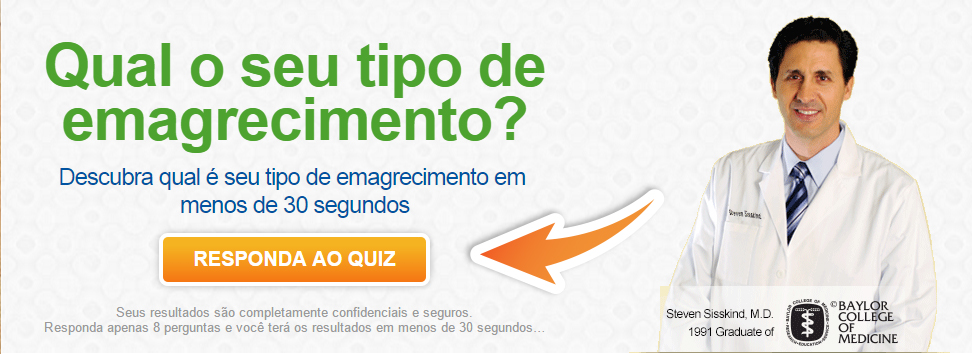 Qual o seu tipo de
emagrecimento?
Descubra qual é seu tipo de emagrecimento em
menos de 30 segundos
RESPONDA AO QUIZ
Seus resultados são completamente confidenciais e seguros.
Responda apenas 8 perguntas e você terá os resultados em menos de 30 segundos...
Steven Sisskind,
Steven Sisskind, M.D.
1991 Graduate of
© BAYLOR
COLLEGE
OF
MEDICINE